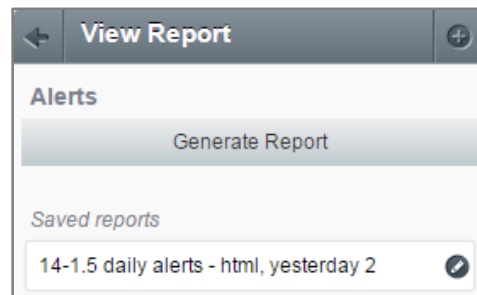 View Report
Alerts
Generate Report
Saved reports
14-1.5 daily alerts - html, yesterday 2